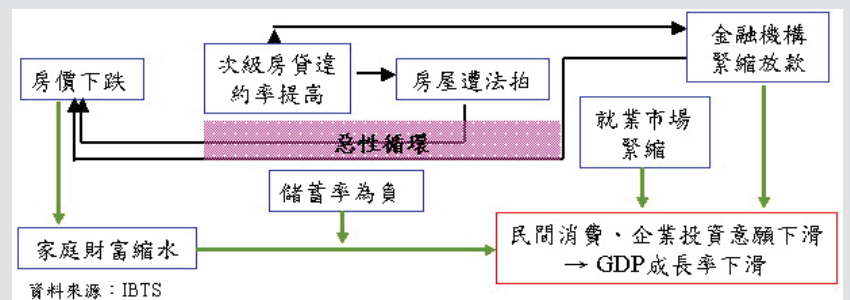 金融機構
緊縮放款
次級房貸違
約率提高
房價下跌
房屋遭法拍
就業市場
緊縮
惡性循環
儲蓄率為負
家庭財富縮水
民間消費、企業投資意願下滑
→ GDP成長率下滑
資料來源：IBTS